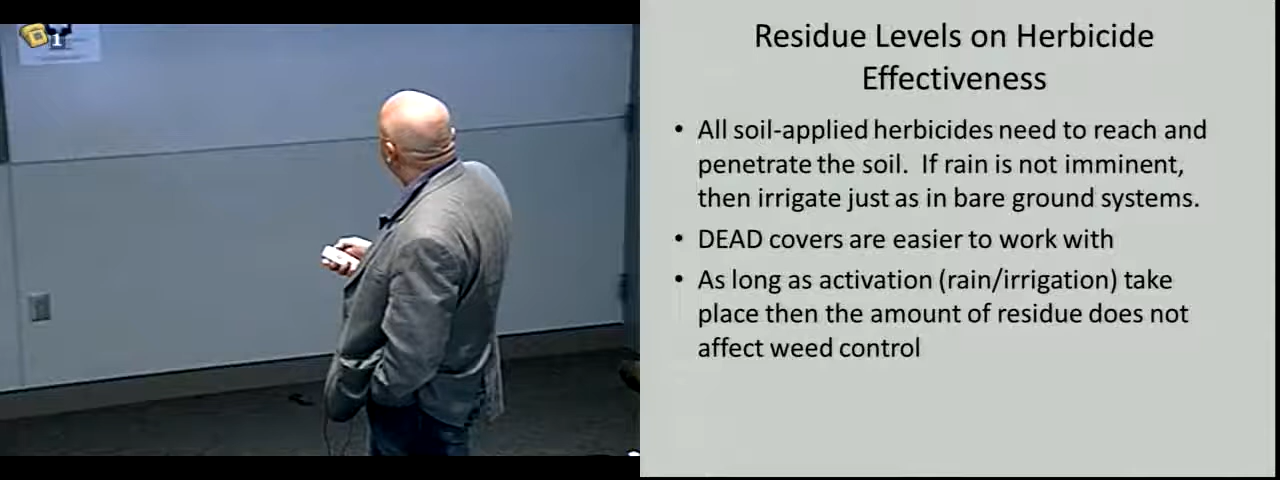 1
Residue Levels on Herbicide
Effectiveness
• All soil-applied herbicides need to reach and
penetrate the soil. If rain is not imminent,
then irrigate just as in bare ground systems.
• DEAD covers are easier to work with
• As long as activation (rain/irrigation) take
place then the amount of residue does not
affect weed control